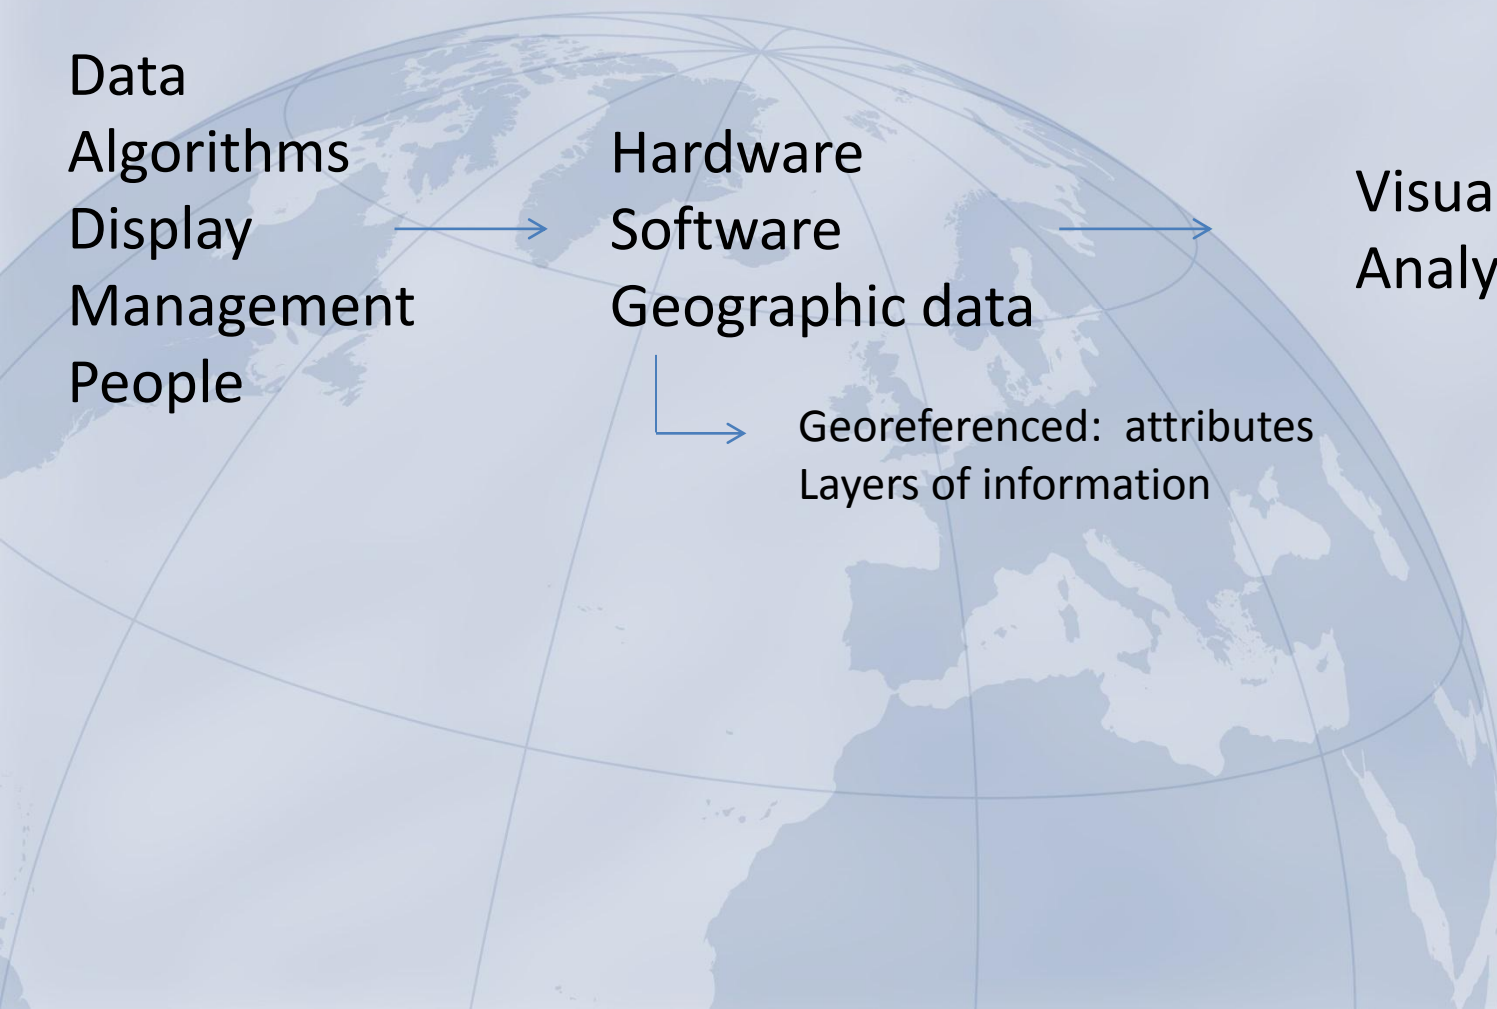 Data
Algorithms
Display
Management
People
Hardware
Software
Geographic data
Georeferenced:  attributes
Layers of information
Visua
Analy